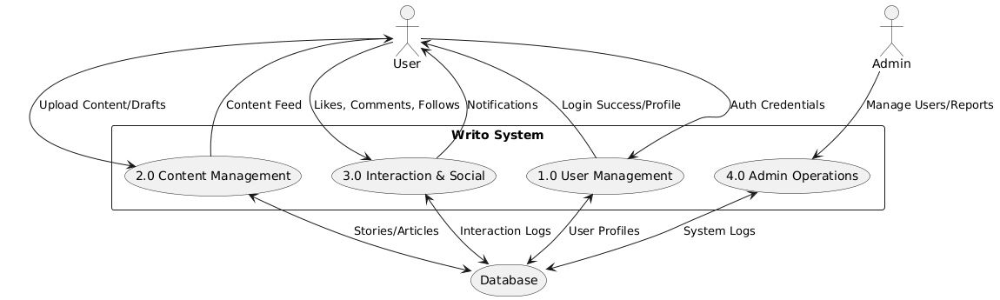 User
Admin
Upload Content/Drafts
Content Feed
Likes, Comments, Follows
Notifications
Login Success/Profile
Auth Credentials
Manage Users/Reports
Writo System
2.0 Content Management
3.0 Interaction & Social
1.0 User Management
4.0 Admin Operations
Stories/Articles
Interaction Logs
User Profiles
System Logs
Database